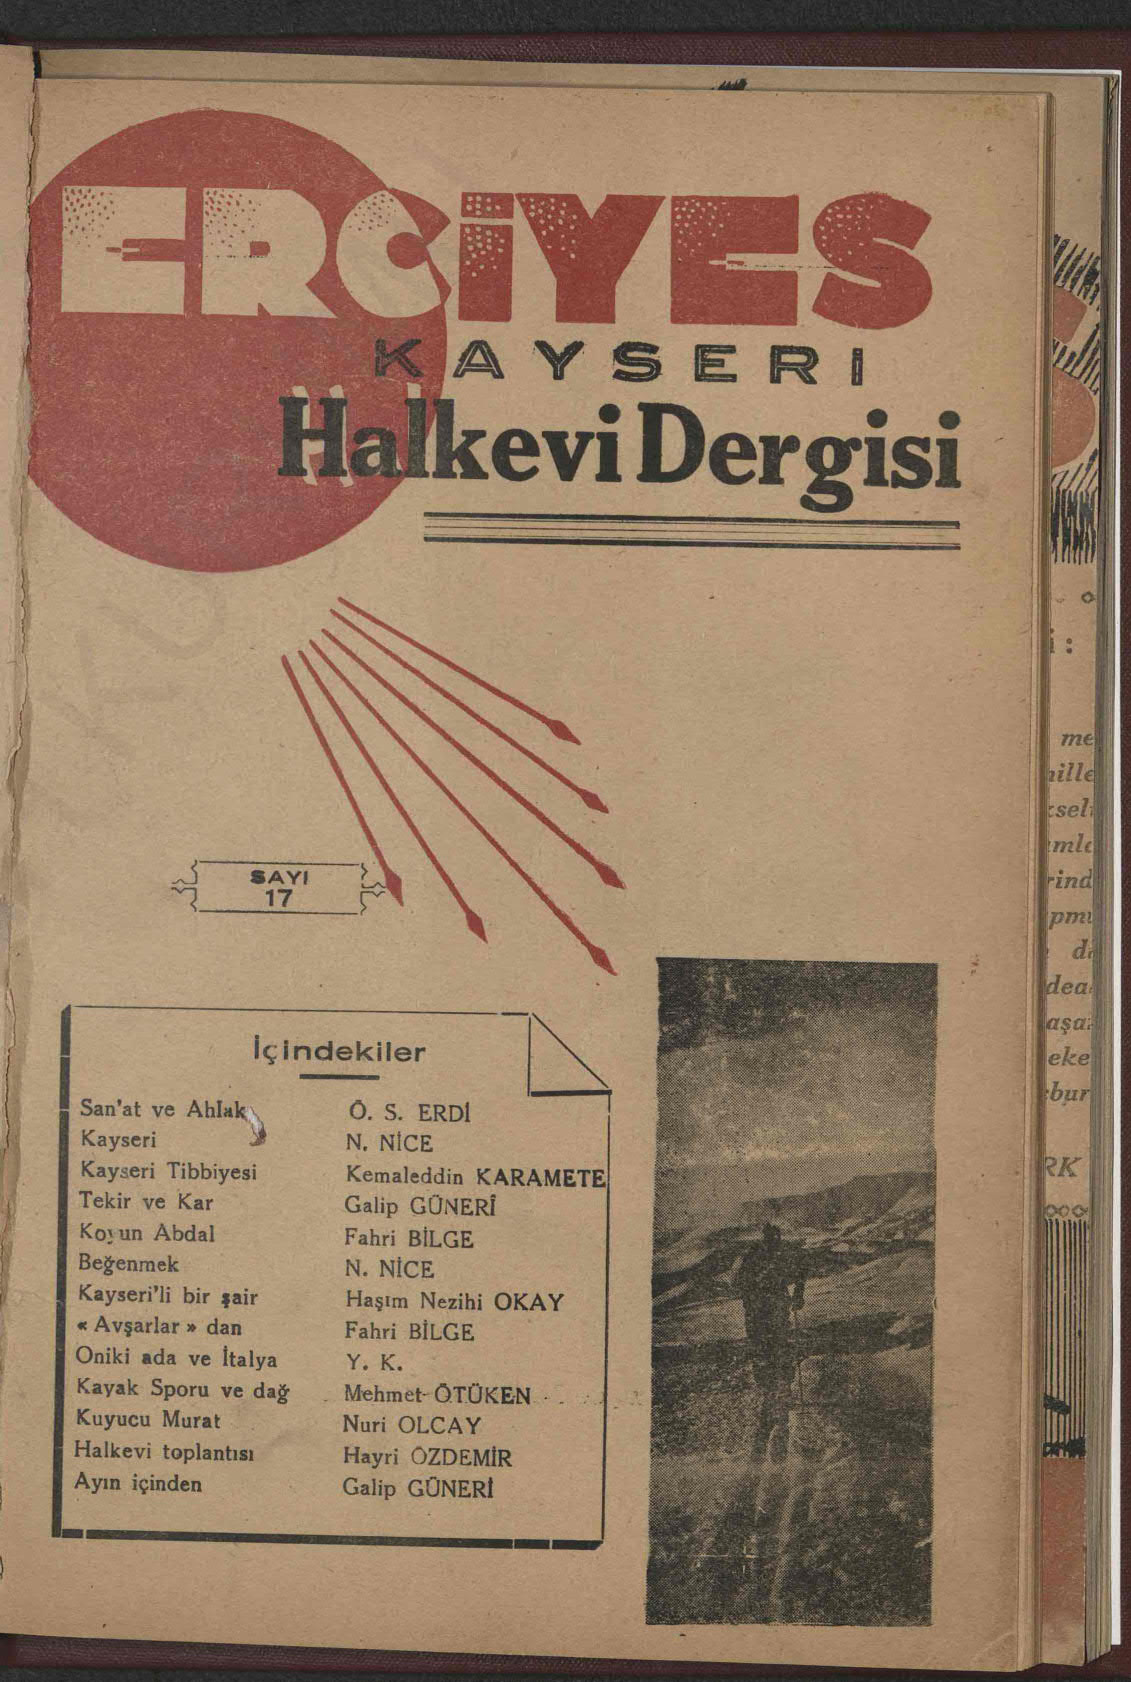 ERCİYES
KAYSERI
Halkevi Dergisi
SAYI
17
İçindekiler
San'at ve Ahlak Ö. S. ERDİ
Kayseri N. NİCE
Kayseri Tibbiyesi Kemaleddin KARAMETE
Tekir ve Kar Galip GÜNERİ
Koyun Abdal Fahri BİLGE
Beğenmek N. NİCE
Kayseri'li bir şair Haşım Nezihi OKAY
« Avşarlar » dan Fahri BİLGE
Oniki ada ve İtalya Y. K.
Kayak Sporu ve dağ Mehmet ÖTÜKEN
Kuyucu Murat Nuri OLCAY
Halkevi toplantısı Hayri ÖZDEMİR
Ayın içinden Galip GÜNERİ